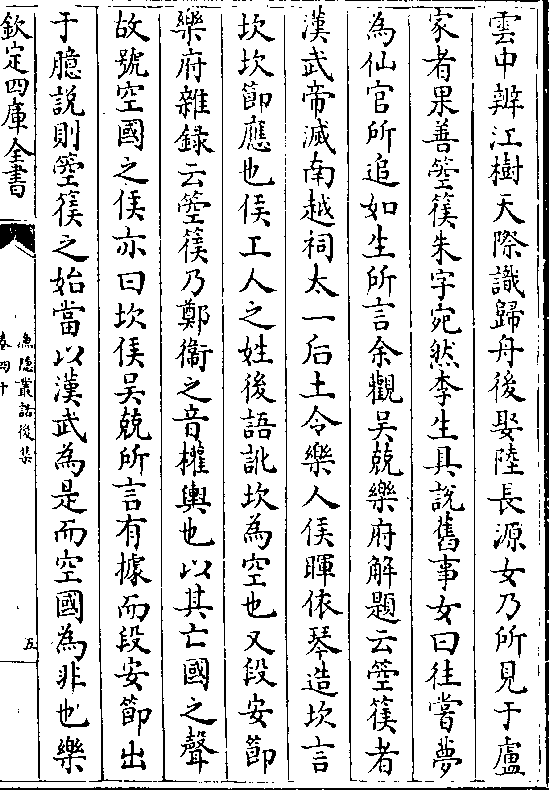 雲中辨江樹天際識歸舟後娶陸長源女乃所見于盧
家者果善箜篌朱字宛然李生具說舊事女曰往嘗夢
為仙官所追如生所言余觀吳兢樂府解題云箜篌者
漢武帝滅南越祠太一后土令樂人侯暉依琴造坎言
坎坎節應也侯工人之姓後語訛坎為空也又段安節
樂府雜錄云箜篌乃鄭衞之音權輿也以其亡國之聲
故號空國之侯亦曰坎侯吳兢所言有據而段安節出
于臆說則箜篌之始當以漢武為是而空國為非也樂
欽定四庫全書
漁隱叢話後集
卷四十
五